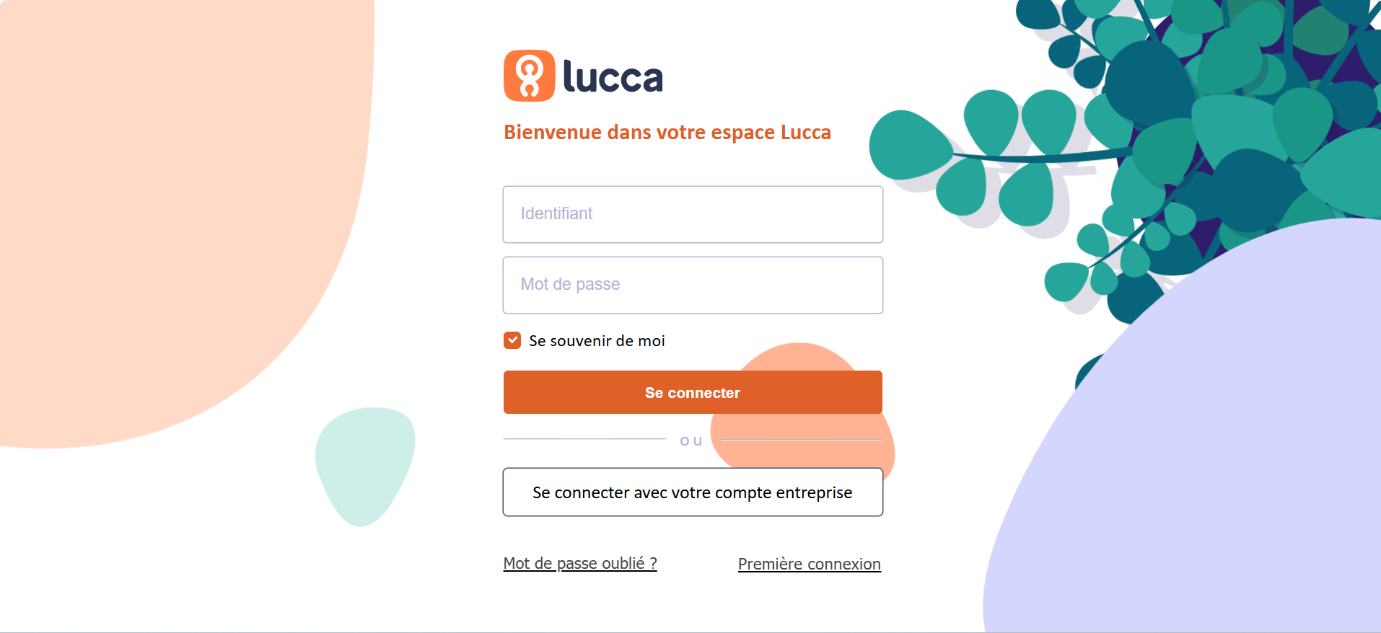 lucca
Bienvenue dans votre espace Lucca
Identifiant
Mot de passe
Se souvenir de moi
Se connecter
ou
Se connecter avec votre compte entreprise
Mot de passe oublié ?
Première connexion